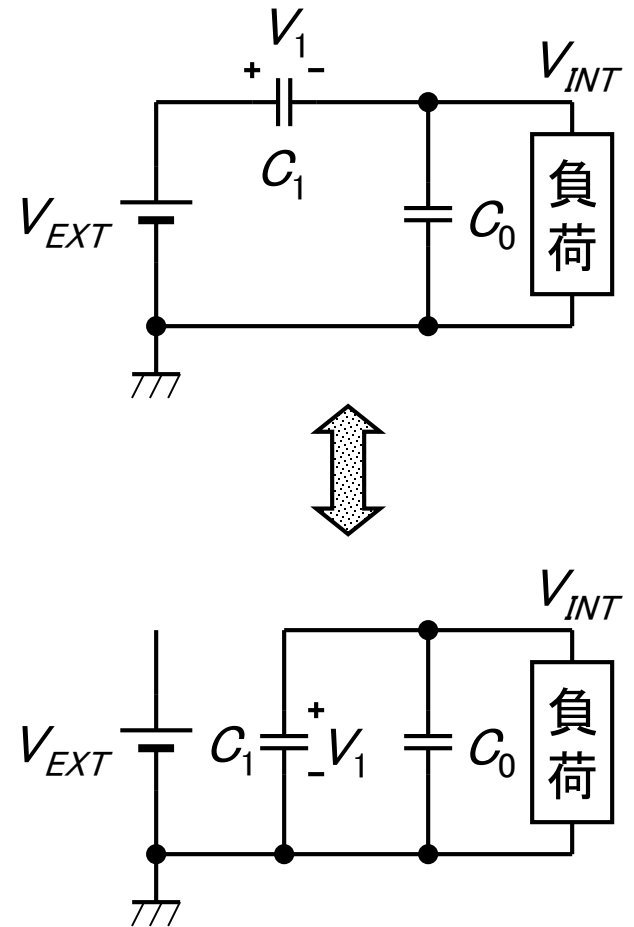 V1
+ −
VINT
C1
負荷
VEXT
C0
VINT
負荷
VEXT
C1
+
− V1
C0